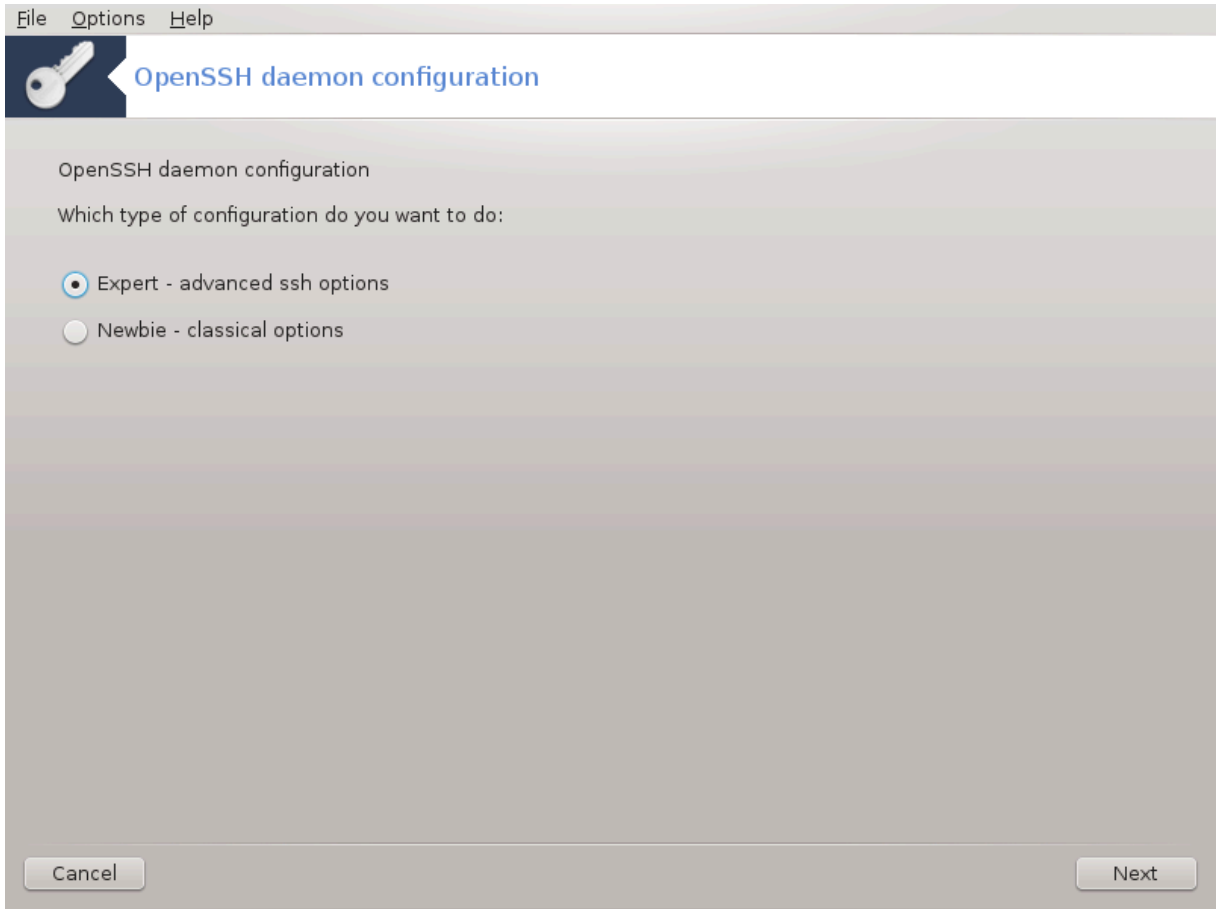 File Options Help
OpenSSH daemon configuration
OpenSSH daemon configuration
Which type of configuration do you want to do:
Expert - advanced ssh options
Newbie - classical options
Cancel Next